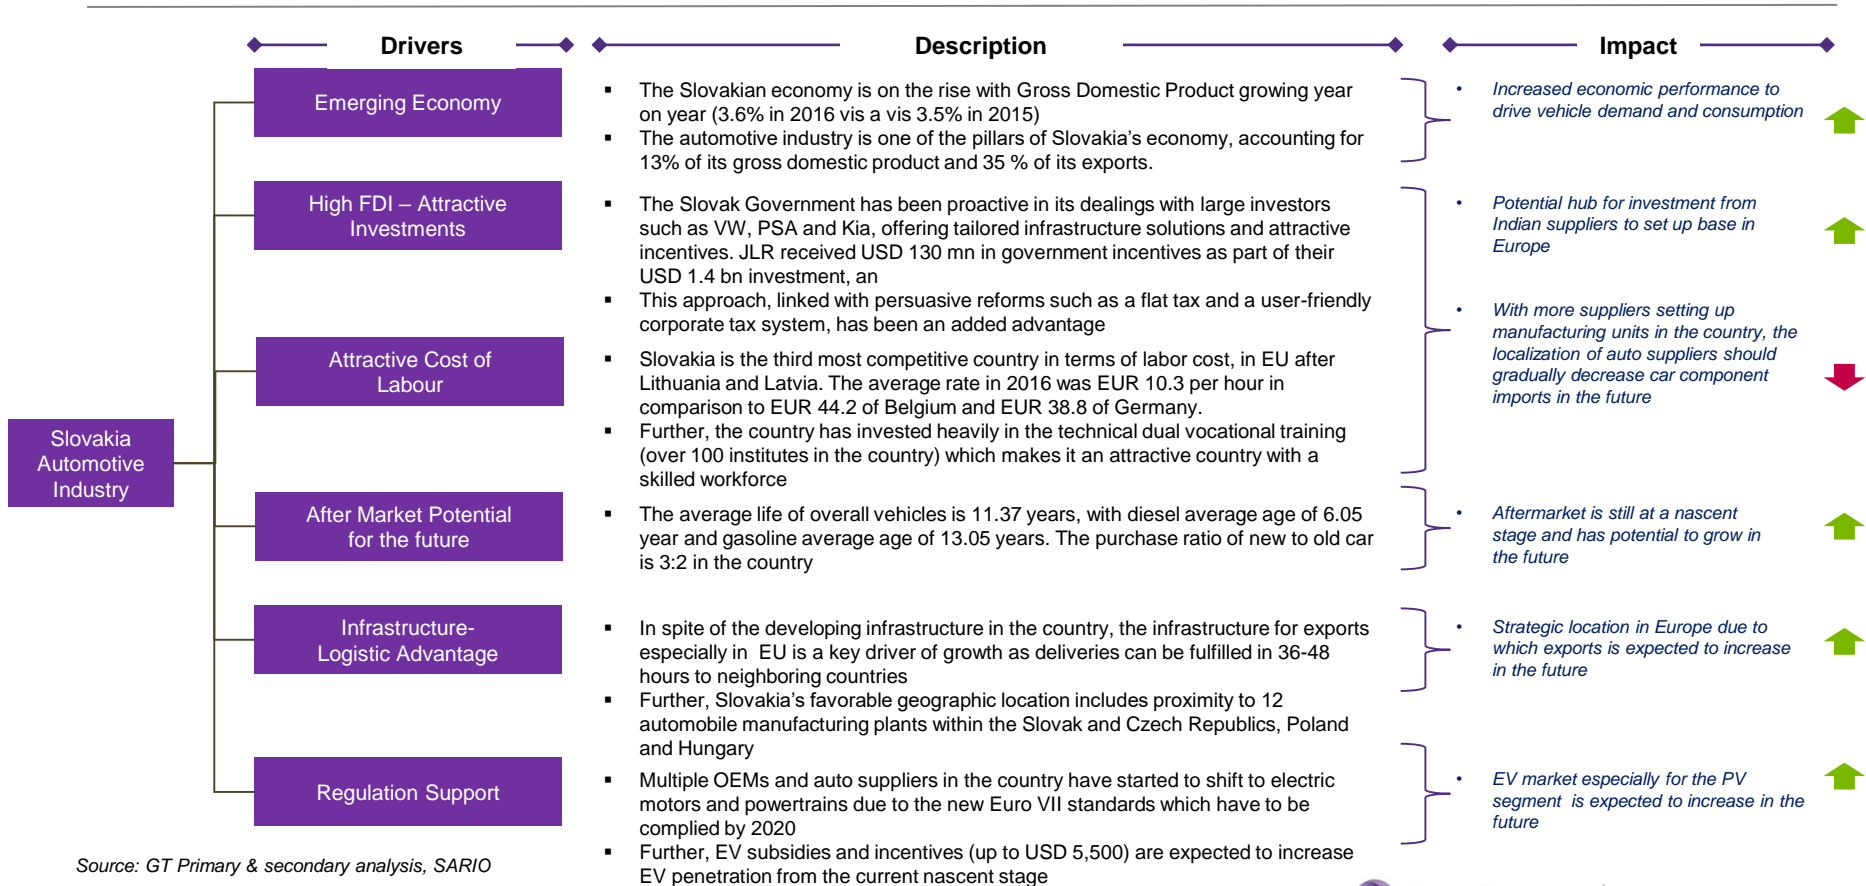 Drivers
Description
Impact
Slovakia
Automotive
Industry
Emerging Economy
The Slovakian economy is on the rise with Gross Domestic Product growing year
on year (3.6% in 2016 vis a vis 3.5% in 2015)
The automotive industry is one of the pillars of Slovakia's economy, accounting for
13% of its gross domestic product and 35 % of its exports.
Increased economic performance to
drive vehicle demand and consumption
High FDI – Attractive
Investments
The Slovak Government has been proactive in its dealings with large investors
such as VW, PSA and Kia, offering tailored infrastructure solutions and attractive
incentives. JLR received USD 130 mn in government incentives as part of their
USD 1.4 bn investment, an
This approach, linked with persuasive reforms such as a flat tax and a user-friendly
corporate tax system, has been an added advantage
Potential hub for investment from
Indian suppliers to set up base in
Europe
Attractive Cost of
Labour
Slovakia is the third most competitive country in terms of labor cost, in EU after
Lithuania and Latvia. The average rate in 2016 was EUR 10.3 per hour in
comparison to EUR 44.2 of Belgium and EUR 38.8 of Germany.
Further, the country has invested heavily in the technical dual vocational training
(over 100 institutes in the country) which makes it an attractive country with a
skilled workforce
With more suppliers setting up
manufacturing units in the country, the
localization of auto suppliers should
gradually decrease car component
imports in the future
After Market Potential
for the future
The average life of overall vehicles is 11.37 years, with diesel average age of 6.05
year and gasoline average age of 13.05 years. The purchase ratio of new to old car
is 3:2 in the country
Aftermarket is still at a nascent
stage and has potential to grow in
the future
Infrastructure-
Logistic Advantage
In spite of the developing infrastructure in the country, the infrastructure for exports
especially in EU is a key driver of growth as deliveries can be fulfilled in 36-48
hours to neighboring countries
Further, Slovakia's favorable geographic location includes proximity to 12
automobile manufacturing plants within the Slovak and Czech Republics, Poland
and Hungary
Strategic location in Europe due to
which exports is expected to increase
in the future
Regulation Support
Multiple OEMs and auto suppliers in the country have started to shift to electric
motors and powertrains due to the new Euro VII standards which have to be
complied by 2020
Further, EV subsidies and incentives (up to USD 5,500) are expected to increase
EV penetration from the current nascent stage
EV market especially for the PV
segment is expected to increase in the
future
Source: GT Primary & secondary analysis, SARIO